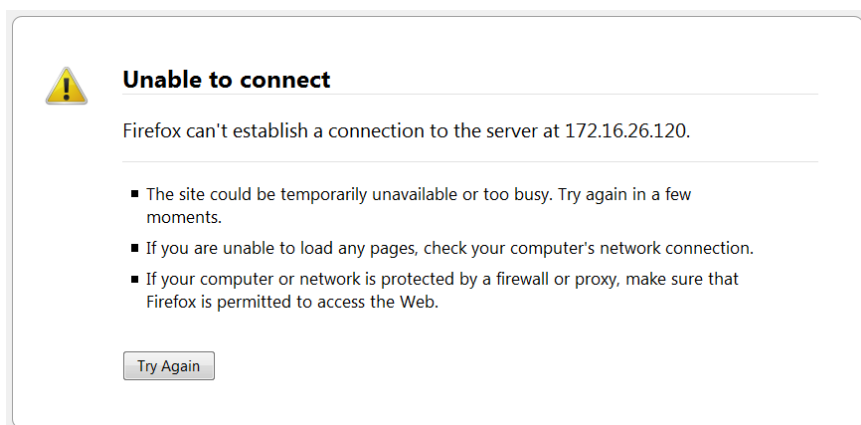 Unable to connect
Firefox can't establish a connection to the server at 172.16.26.120.
▪ The site could be temporarily unavailable or too busy. Try again in a few
moments.
▪ If you are unable to load any pages, check your computer's network connection.
▪ If your computer or network is protected by a firewall or proxy, make sure that
Firefox is permitted to access the Web.
Try Again